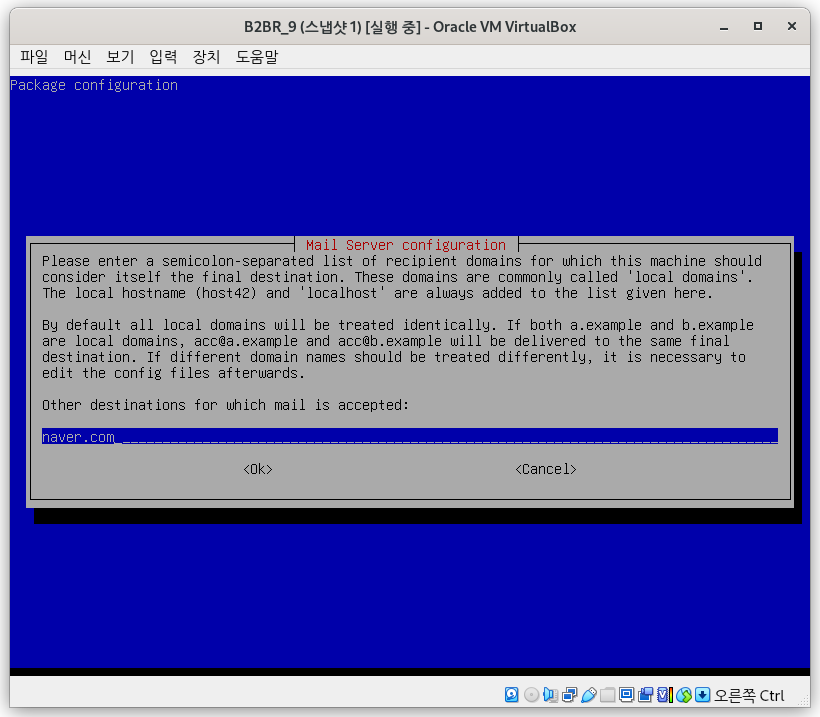 B2BR_9 (스냅샷 1) [실행 중] - Oracle VM VirtualBox
파일 머신 보기 입력 장치 도움말
Package configuration
Mail Server configuration
Please enter a semicolon-separated list of recipient domains for which this machine should
consider itself the final destination. These domains are commonly called 'local domains'.
The local hostname (host42) and 'localhost' are always added to the list given here.
By default all local domains will be treated identically. If both a.example and b.example
are local domains, acc@a.example and acc@b.example will be delivered to the same final
destination. If different domain names should be treated differently, it is necessary to
edit the config files afterwards.
Other destinations for which mail is accepted:
naver.com
<Ok> <Cancel>
오른쪽 Ctrl